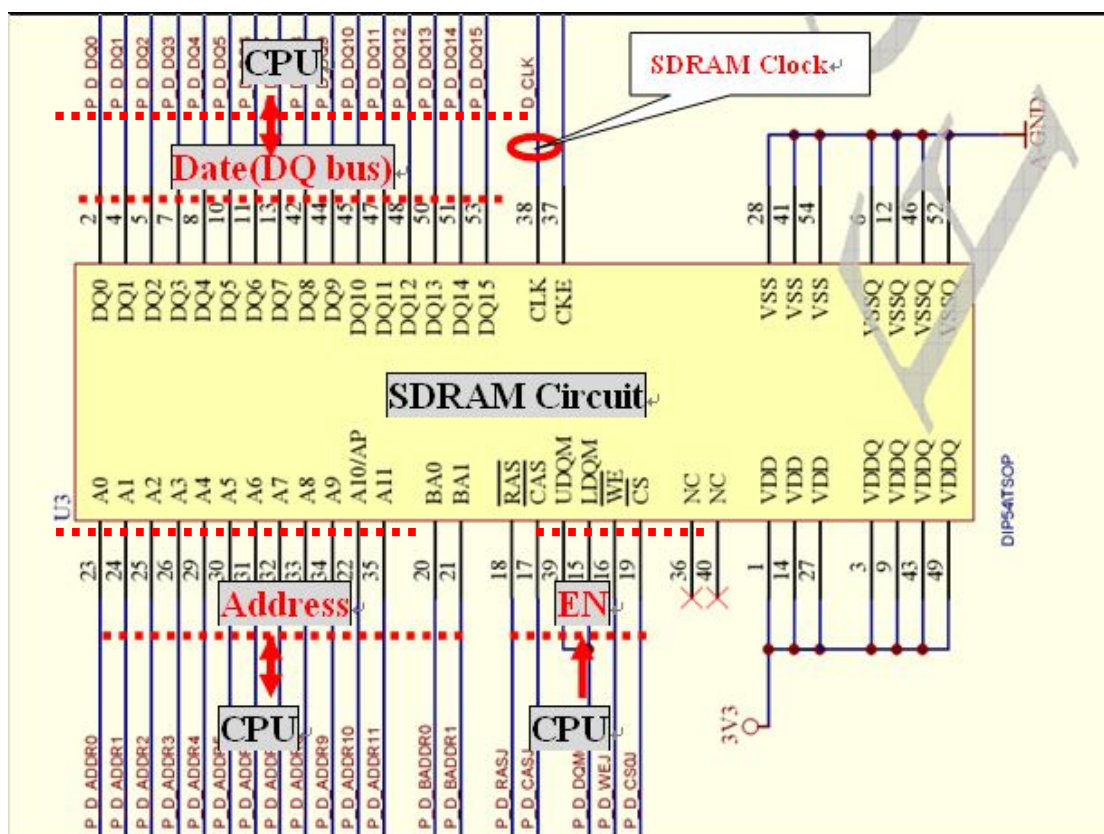 P_D_DQ0
P_D_DQ1
P_D_DQ2
P_D_DQ3
P_D_DQ4
P_D_DQ5
P_D_DQ10
P_D_DQ11
P_D_DQ12
P_D_DQ13
P_D_DQ14
P_D_DQ15
D_CLK
CPU
SDRAM Clock
Date(DQ bus)
A GND
2
4
5
7
8
10
11
13
42
44
45
47
48
50
51
53
38
37
28
41
54
6
12
46
52
DQ0
DQ1
DQ2
DQ3
DQ4
DQ5
DQ6
DQ7
DQ8
DQ9
DQ10
DQ11
DQ12
DQ13
DQ14
DQ15
CLK
CKE
VSS
VSS
VSS
VSSQ
VSSQ
VSSQ
VSSQ
SDRAM Circuit
U3
A0
A1
A2
A3
A4
A5
A6
A7
A8
A9
A10/AP
A11
BA0
BA1
RAS
CAS
UDQM
LDQM
WE
CS
NC
NC
VDD
VDD
VDD
VDDQ
VDDQ
VDDQ
VDDQ
DIP54\TSOP
23
24
25
26
29
30
31
32
33
34
22
35
20
21
18
17
39
15
16
19
36
40
1
14
27
3
9
43
49
Address
EN
CPU
CPU
3V3
P_D_ADDR0
P_D_ADDR1
P_D_ADDR2
P_D_ADDR3
P_D_ADDR4
P_D_ADDR9
P_D_ADDR10
P_D_ADDR11
P_D_BADDR0
P_D_BADDR1
P_D_RASJ
P_D_CASJ
P_D_WEJ
P_D_CS0J